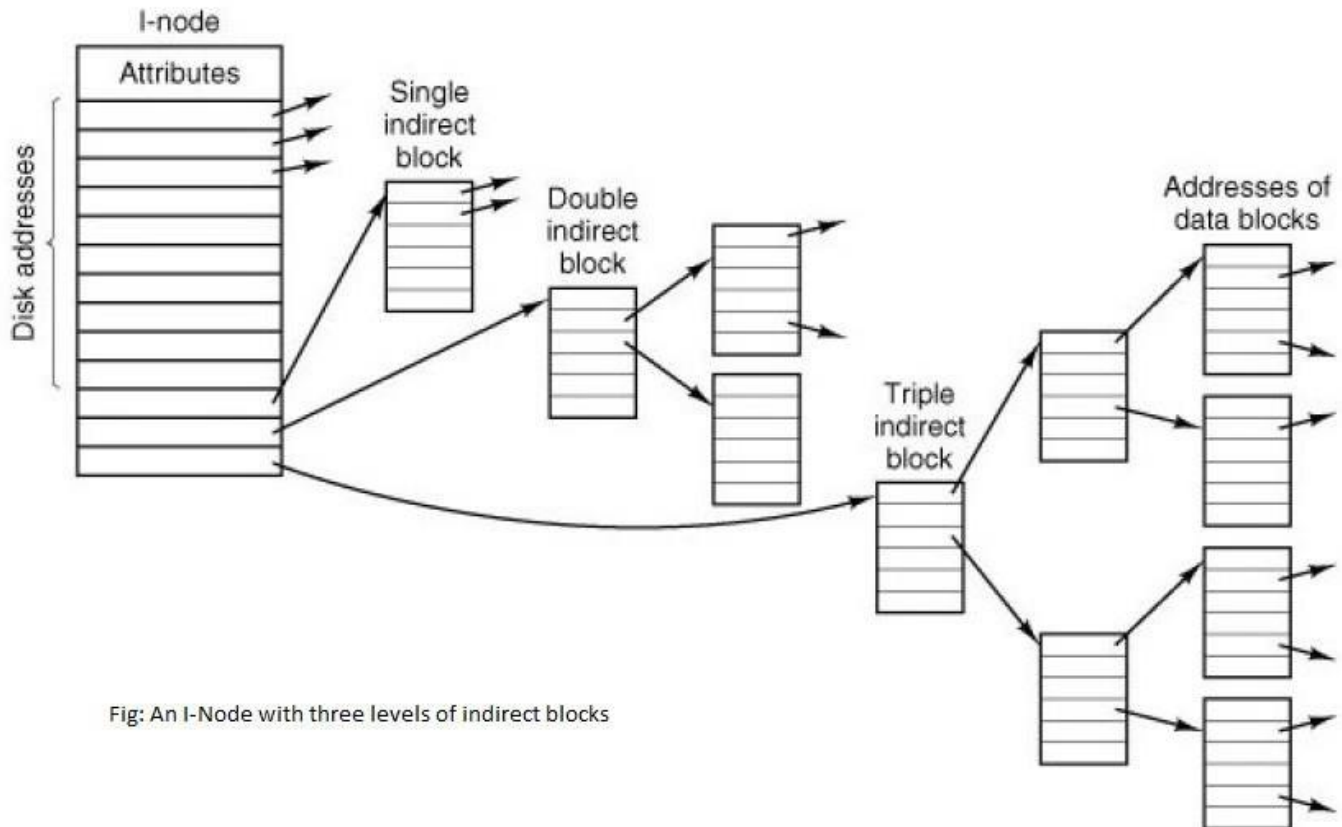 I-node
Attributes
Disk addresses
Single
indirect
block
Double
indirect
block
Triple
indirect
block
Addresses of
data blocks
Fig: An I-Node with three levels of indirect blocks